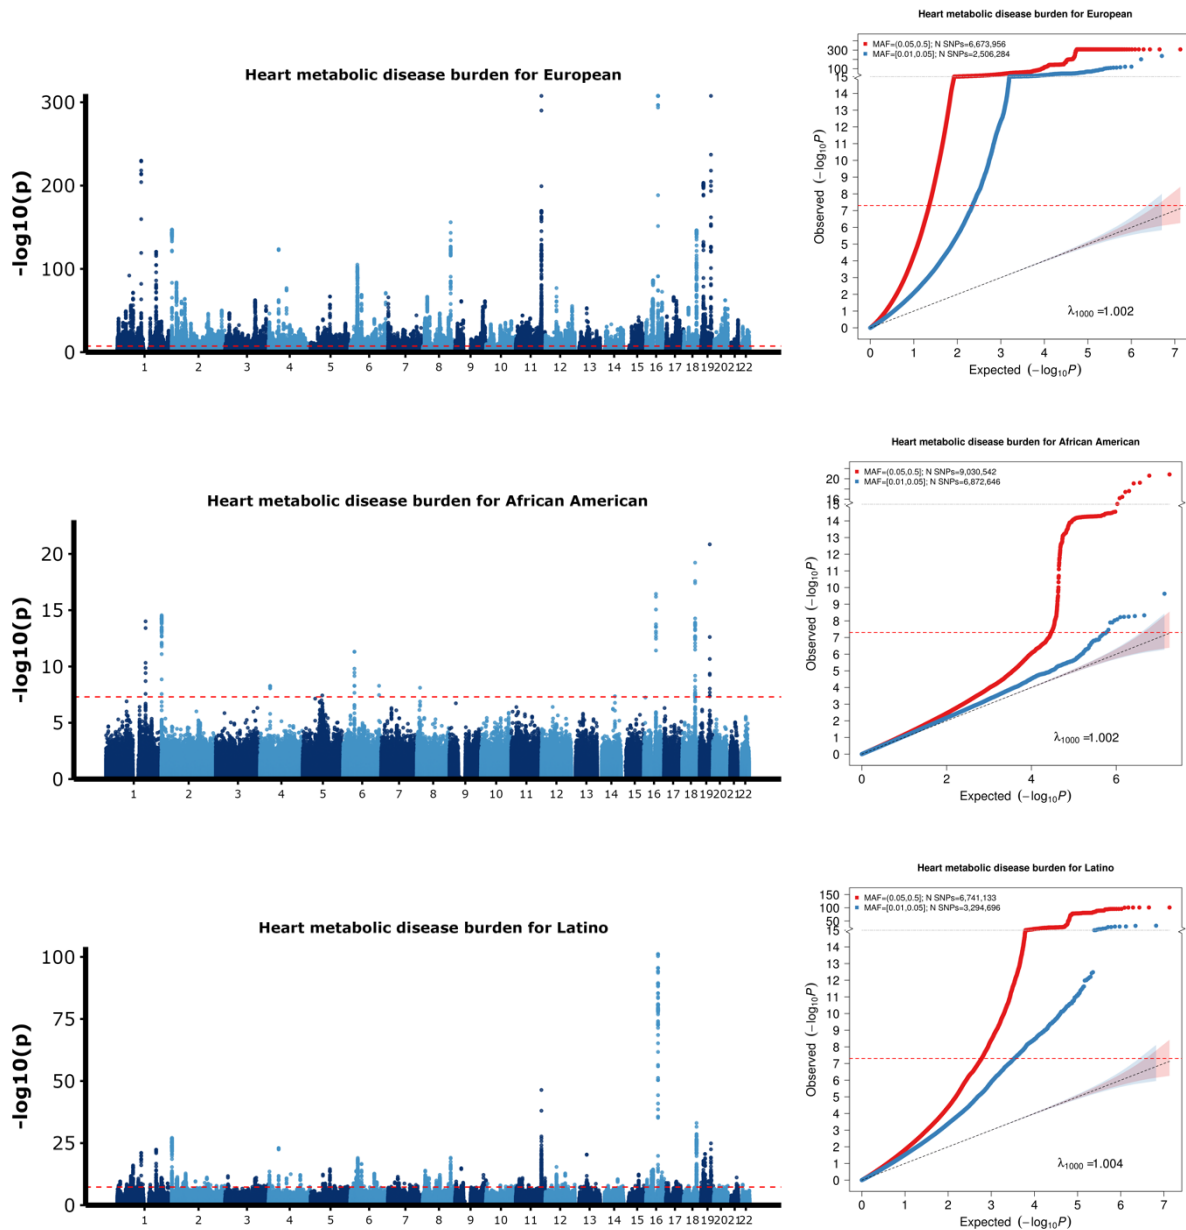 Heart metabolic disease burden for European
-log10(p)
300
200
100
0
1 2 3 4 5 6 7 8 9 10 11 12 13 14 15 16 17 18 19 20 21 22
Heart metabolic disease burden for European
MAF=(0.05,0.5]; N SNPs=6,673,956
MAF=[0.01,0.05]; N SNPs=2,506,284
Observed (−log10P)
300
100
15
14
13
12
11
10
9
8
7
6
5
4
3
2
1
0
λ1000 =1.002
0 1 2 3 4 5 6 7
Expected (−log10P)
Heart metabolic disease burden for African American
-log10(p)
20
15
10
5
0
1 2 3 4 5 6 7 8 9 10 11 12 13 14 15 16 17 18 19 20 21 22
Heart metabolic disease burden for African American
MAF=(0.05,0.5]; N SNPs=9,030,542
MAF=[0.01,0.05]; N SNPs=6,872,646
Observed (−log10P)
20
16
15
14
13
12
11
10
9
8
7
6
5
4
3
2
1
0
λ1000 =1.002
0 2 4 6
Expected (−log10P)
Heart metabolic disease burden for Latino
-log10(p)
100
75
50
25
0
1 2 3 4 5 6 7 8 9 10 11 12 13 14 15 16 17 18 19 20 21 22
Heart metabolic disease burden for Latino
MAF=(0.05,0.5]; N SNPs=6,741,133
MAF=[0.01,0.05]; N SNPs=3,294,696
Observed (−log10P)
150
100
50
15
14
13
12
11
10
9
8
7
6
5
4
3
2
1
0
λ1000 =1.004
0 1 2 3 4 5 6 7
Expected (−log10P)